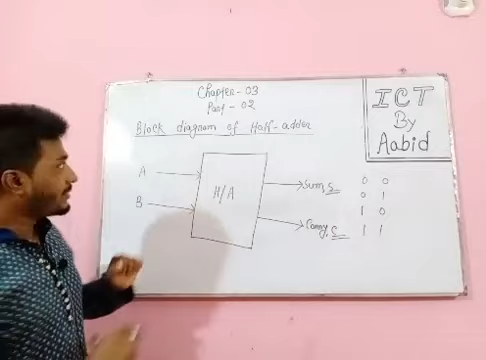 Chapter - 03
Part - 02
ICT
By
Aabid
Block diagram of Half-adder
A
B
H/A
Sum, S
Carry, C
0 0
0 1
1 0
1 1